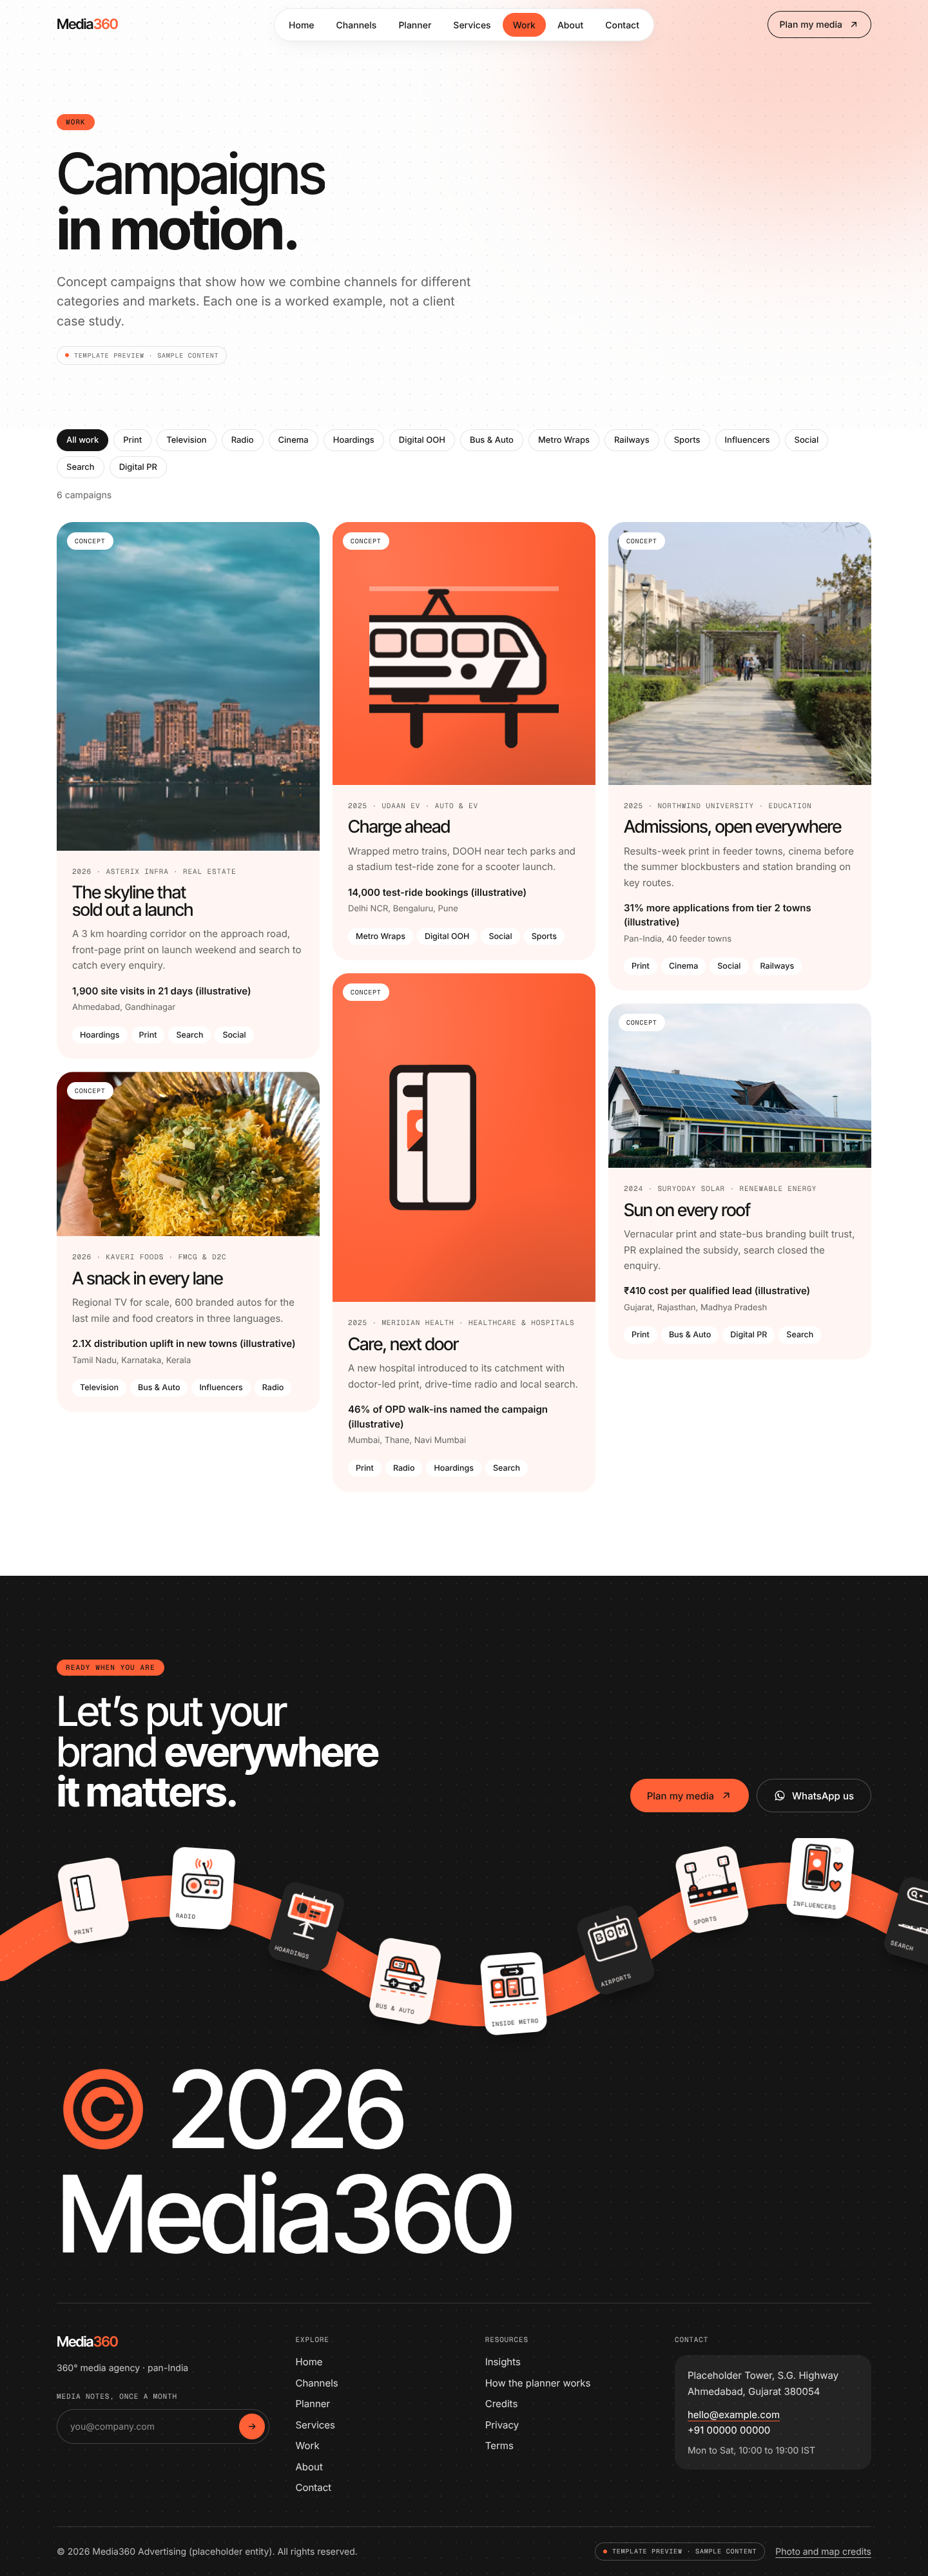 Media360
Home Channels Planner Services Work About Contact
Plan my media
WORK
Campaigns
in motion.
Concept campaigns that show how we combine channels for different
categories and markets. Each one is a worked example, not a client
case study.
TEMPLATE PREVIEW · SAMPLE CONTENT
All work Print Television Radio Cinema Hoardings Digital OOH Bus & Auto Metro Wraps Railways Sports Influencers Social
Search Digital PR
6 campaigns
CONCEPT
2026 · ASTERIX INFRA · REAL ESTATE
The skyline that
sold out a launch
A 3 km hoarding corridor on the approach road,
front-page print on launch weekend and search to
catch every enquiry.
1,900 site visits in 21 days (illustrative)
Ahmedabad, Gandhinagar
Hoardings Print Search Social
CONCEPT
2026 · KAVERI FOODS · FMCG & D2C
A snack in every lane
Regional TV for scale, 600 branded autos for the
last mile and food creators in three languages.
2.1X distribution uplift in new towns (illustrative)
Tamil Nadu, Karnataka, Kerala
Television Bus & Auto Influencers Radio
CONCEPT
2025 · UDAAN EV · AUTO & EV
Charge ahead
Wrapped metro trains, DOOH near tech parks and
a stadium test-ride zone for a scooter launch.
14,000 test-ride bookings (illustrative)
Delhi NCR, Bengaluru, Pune
Metro Wraps Digital OOH Social Sports
CONCEPT
2025 · MERIDIAN HEALTH · HEALTHCARE & HOSPITALS
Care, next door
A new hospital introduced to its catchment with
doctor-led print, drive-time radio and local search.
46% of OPD walk-ins named the campaign
(illustrative)
Mumbai, Thane, Navi Mumbai
Print Radio Hoardings Search
CONCEPT
2025 · NORTHWIND UNIVERSITY · EDUCATION
Admissions, open everywhere
Results-week print in feeder towns, cinema before
the summer blockbusters and station branding on
key routes.
31% more applications from tier 2 towns
(illustrative)
Pan-India, 40 feeder towns
Print Cinema Social Railways
CONCEPT
2024 · SURYODAY SOLAR · RENEWABLE ENERGY
Sun on every roof
Vernacular print and state-bus branding built trust,
PR explained the subsidy, search closed the
enquiry.
₹410 cost per qualified lead (illustrative)
Gujarat, Rajasthan, Madhya Pradesh
Print Bus & Auto Digital PR Search
READY WHEN YOU ARE
Let's put your
brand everywhere
it matters.
Plan my media
WhatsApp us
PRINT
RADIO
HOARDINGS
BUS & AUTO
INSIDE METRO
BOM
AIRPORTS
SPORTS
INFLUENCERS
SEARCH
© 2026
Media360
Media360
360° media agency · pan-India
MEDIA NOTES, ONCE A MONTH
you@company.com
EXPLORE
Home
Channels
Planner
Services
Work
About
Contact
RESOURCES
Insights
How the planner works
Credits
Privacy
Terms
CONTACT
Placeholder Tower, S.G. Highway
Ahmedabad, Gujarat 380054
hello@example.com
+91 00000 00000
Mon to Sat, 10:00 to 19:00 IST
© 2026 Media360 Advertising (placeholder entity). All rights reserved.
TEMPLATE PREVIEW · SAMPLE CONTENT
Photo and map credits